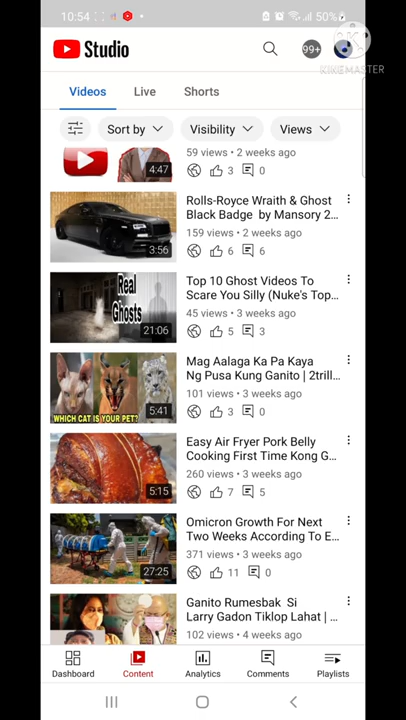 10:54
50%
Studio
99+
KINEMASTER
Videos
Live
Shorts
Sort by
Visibility
Views
4:47
59 views • 2 weeks ago
3 0
Rolls-Royce Wraith & Ghost
Black Badge by Mansory 2...
159 views • 2 weeks ago
6 6
3:56
Top 10 Ghost Videos To
Scare You Silly (Nuke's Top...
45 views • 3 weeks ago
5 3
Real
Ghosts
21:06
Mag Aalaga Ka Pa Kaya
Ng Pusa Kung Ganito | 2trill...
101 views • 3 weeks ago
3 0
WHICH CAT IS YOUR PET?
5:41
Easy Air Fryer Pork Belly
Cooking First Time Kong G...
260 views • 3 weeks ago
7 5
5:15
Omicron Growth For Next
Two Weeks According To E...
371 views • 3 weeks ago
11 0
27:25
Ganito Rumesbak Si
Larry Gadon Tiklop Lahat | ...
102 views • 4 weeks ago
Dashboard
Content
Analytics
Comments
Playlists